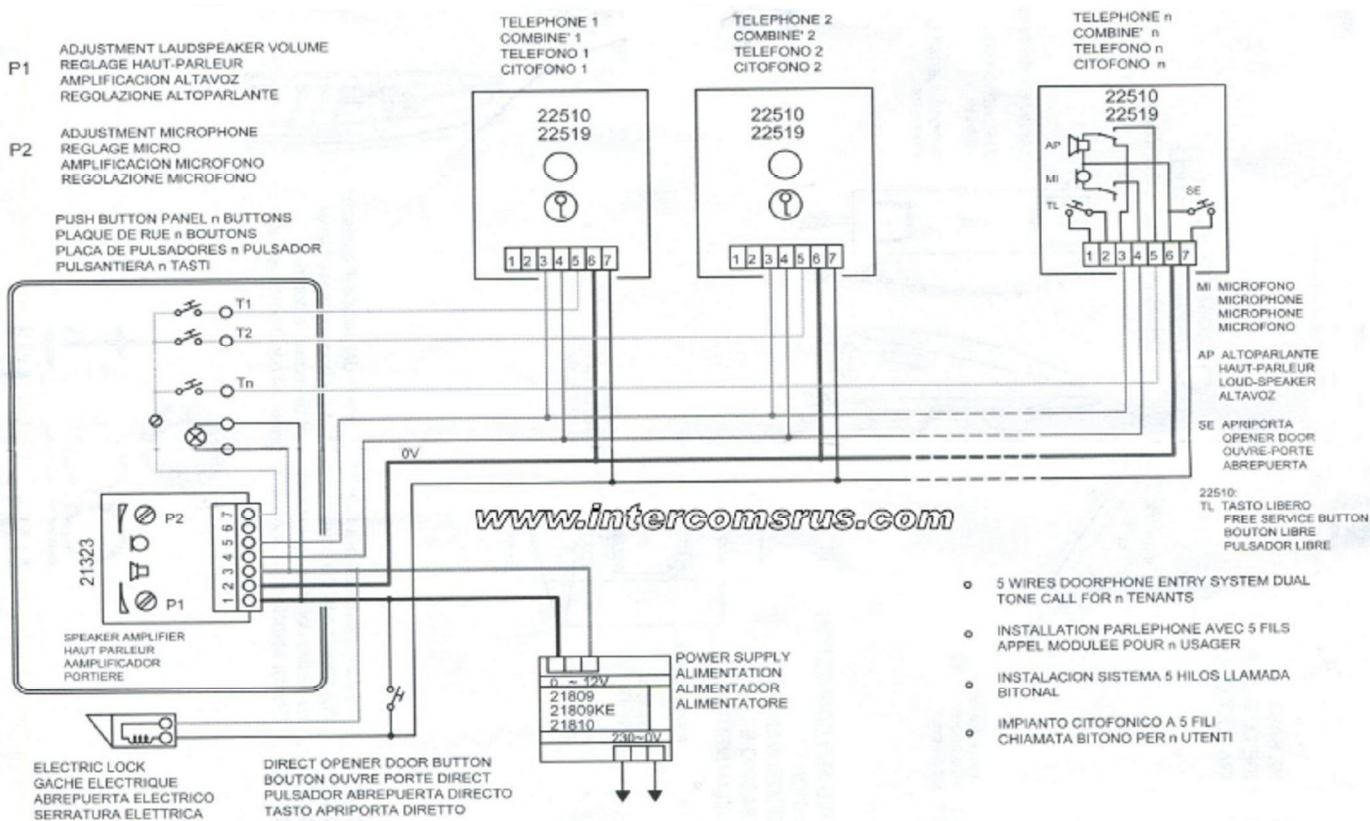 P1
ADJUSTMENT LAUDSPEAKER VOLUME
REGLAGE HAUT-PARLEUR
AMPLIFICACION ALTAVOZ
REGOLAZIONE ALTOPARLANTE
P2
ADJUSTMENT MICROPHONE
REGLAGE MICRO
AMPLIFICACION MICROFONO
REGOLAZIONE MICROFONO
PUSH BUTTON PANEL n BUTTONS
PLAQUE DE RUE n BOUTONS
PLACA DE PULSADORES n PULSADOR
PULSANTIERA n TASTI
TELEPHONE 1
COMBINE' 1
TELEFONO 1
CITOFONO 1
22510
22519
1 2 3 4 5 6 7
TELEPHONE 2
COMBINE' 2
TELEFONO 2
CITOFONO 2
22510
22519
1 2 3 4 5 6 7
TELEPHONE n
COMBINE' n
TELEFONO n
CITOFONO n
22510
22519
AP
MI
TL
SE
1 2 3 4 5 6 7
T1
T2
Tn
0V
21323
P2
P1
1 2 3 4 5 6 7
SPEAKER AMPLIFIER
HAUT PARLEUR
AAMPLIFICADOR
PORTIERE
www.intercomsrus.com
MI MICROFONO
MICROPHONE
MICROPHONE
MICROFONO
AP ALTOPARLANTE
HAUT-PARLEUR
LOUD-SPEAKER
ALTAVOZ
SE APRIPORTA
OPENER DOOR
OUVRE-PORTE
ABREPUERTA
22510:
TL TASTO LIBERO
FREE SERVICE BUTTON
BOUTON LIBRE
PULSADOR LIBRE
5 WIRES DOORPHONE ENTRY SYSTEM DUAL
TONE CALL FOR n TENANTS
INSTALLATION PARLEPHONE AVEC 5 FILS
APPEL MODULEE POUR n USAGER
INSTALACION SISTEMA 5 HILOS LLAMADA
BITONAL
IMPIANTO CITOFONICO A 5 FILI
CHIAMATA BITONO PER n UTENTI
0 ~ 12V
21809
21809KE
21810
230~0V
POWER SUPPLY
ALIMENTATION
ALIMENTADOR
ALIMENTATORE
ELECTRIC LOCK
GACHE ELECTRIQUE
ABREPUERTA ELECTRICO
SERRATURA ELETTRICA
DIRECT OPENER DOOR BUTTON
BOUTON OUVRE PORTE DIRECT
PULSADOR ABREPUERTA DIRECTO
TASTO APRIPORTA DIRETTO